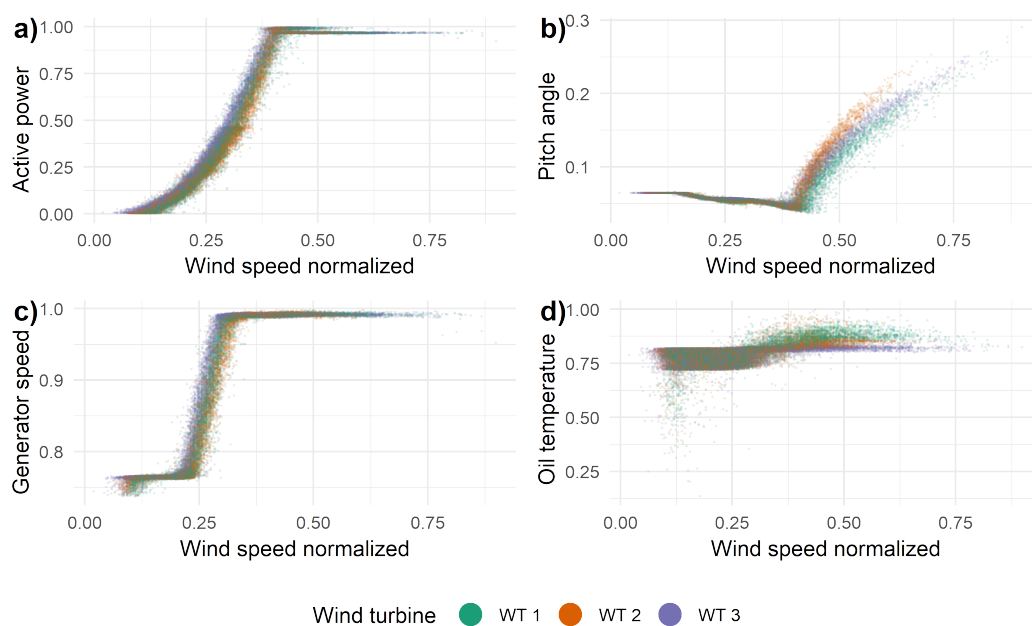 a)
Active power
1.00
0.75
0.50
0.25
0.00
0.00 0.25 0.50 0.75
Wind speed normalized
b)
Pitch angle
0.3
0.2
0.1
0.00 0.25 0.50 0.75
Wind speed normalized
c)
Generator speed
1.0
0.9
0.8
0.00 0.25 0.50 0.75
Wind speed normalized
d)
Oil temperature
1.00
0.75
0.50
0.25
0.00 0.25 0.50 0.75
Wind speed normalized
Wind turbine WT 1 WT 2 WT 3